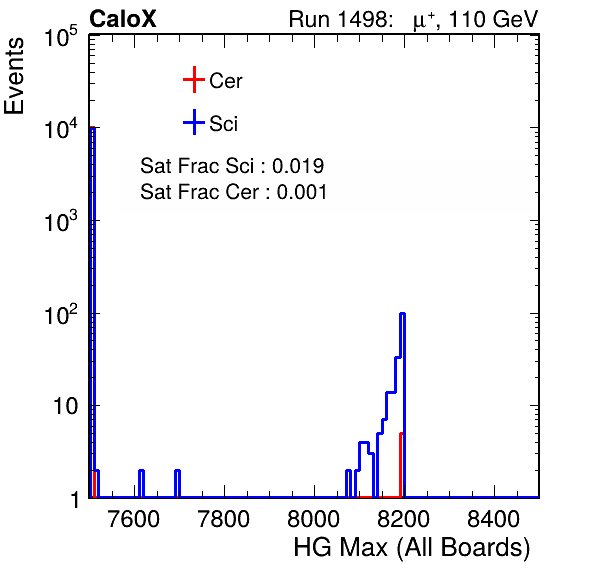 CaloX Run 1498: μ⁺, 110 GeV
Events
10⁵
10⁴
10³
10²
10
1
Cer
Sci
Sat Frac Sci : 0.019
Sat Frac Cer : 0.001
7600 7800 8000 8200 8400
HG Max (All Boards)